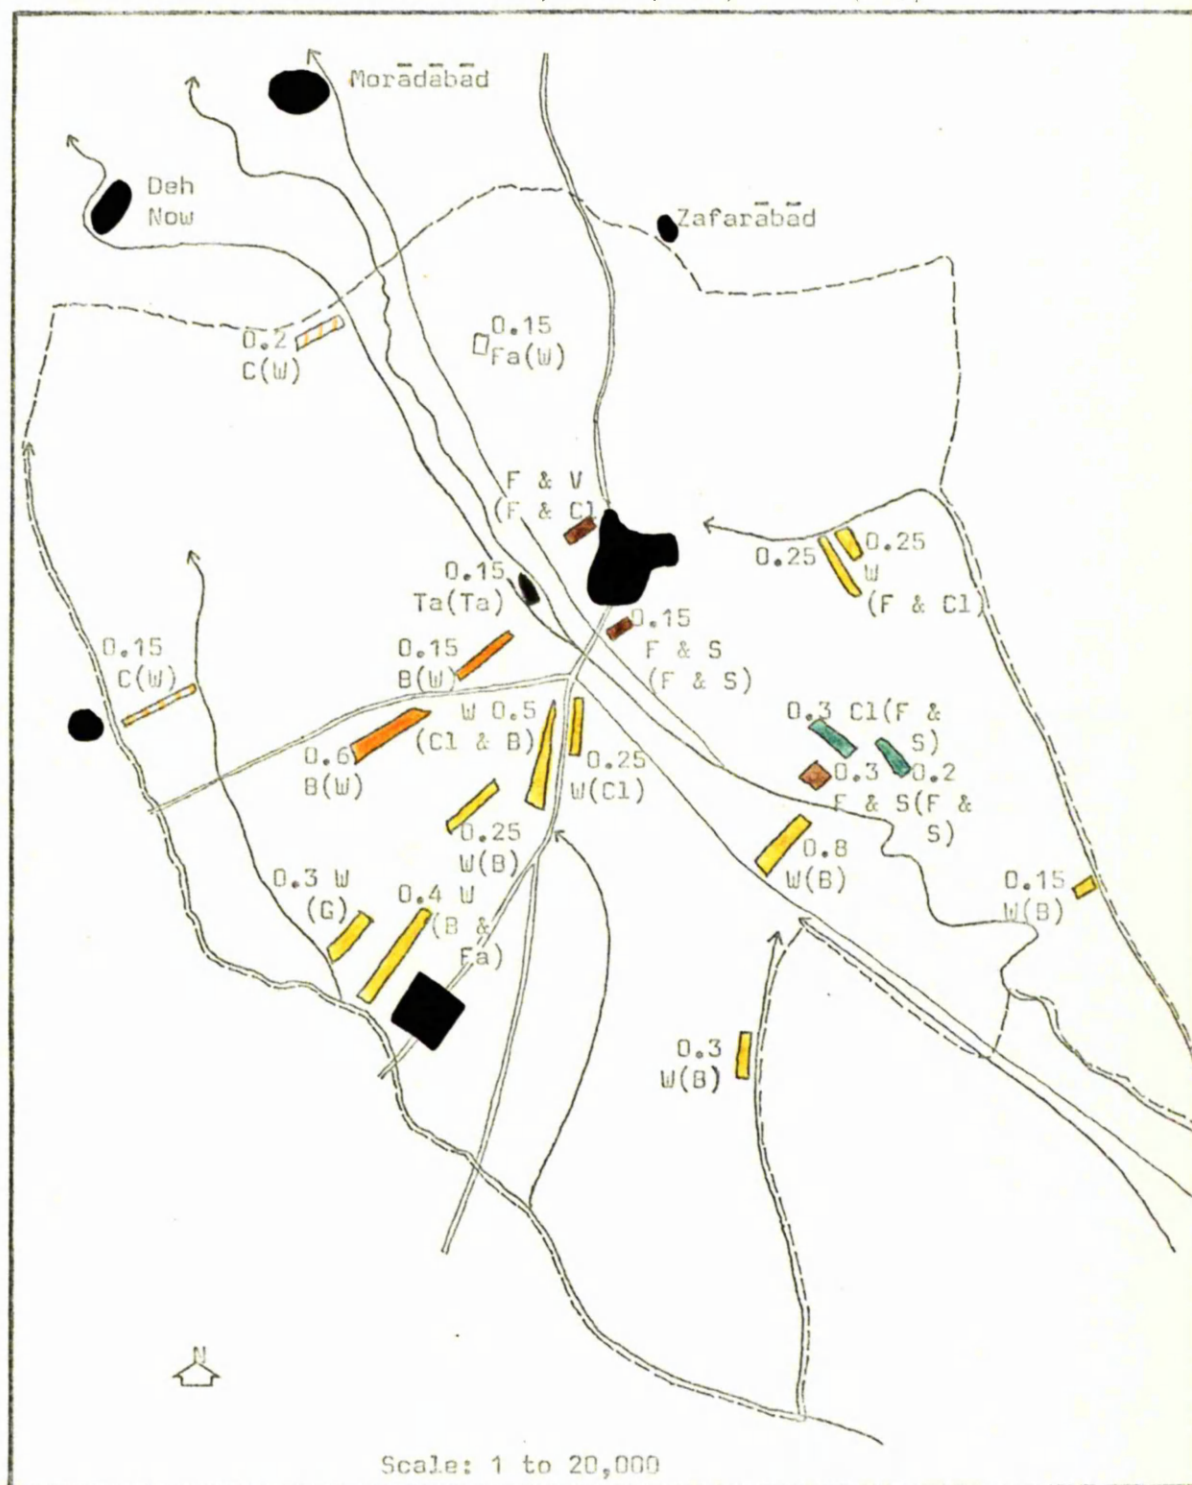 Morādābād
Deh
Now
Zafarābād
0.2
C(W)
0.15
Fa(W)
F & V
(F & Cl
0.25
0.25
W
(F & Cl)
0.15
Ta(Ta)
0.15
F & S
(F & S)
0.15
B(W)
0.15
C(W)
W 0.5
(Cl & B)
0.3 Cl(F &
S)
0.6
B(W)
0.25
W(Cl)
0.3
0.2
F & S(F &
S)
0.25
W(B)
0.8
W(B)
0.3 W
(G)
0.4 W
(B &
Fa)
0.15
W(B)
0.3
W(B)
N
Scale: 1 to 20,000